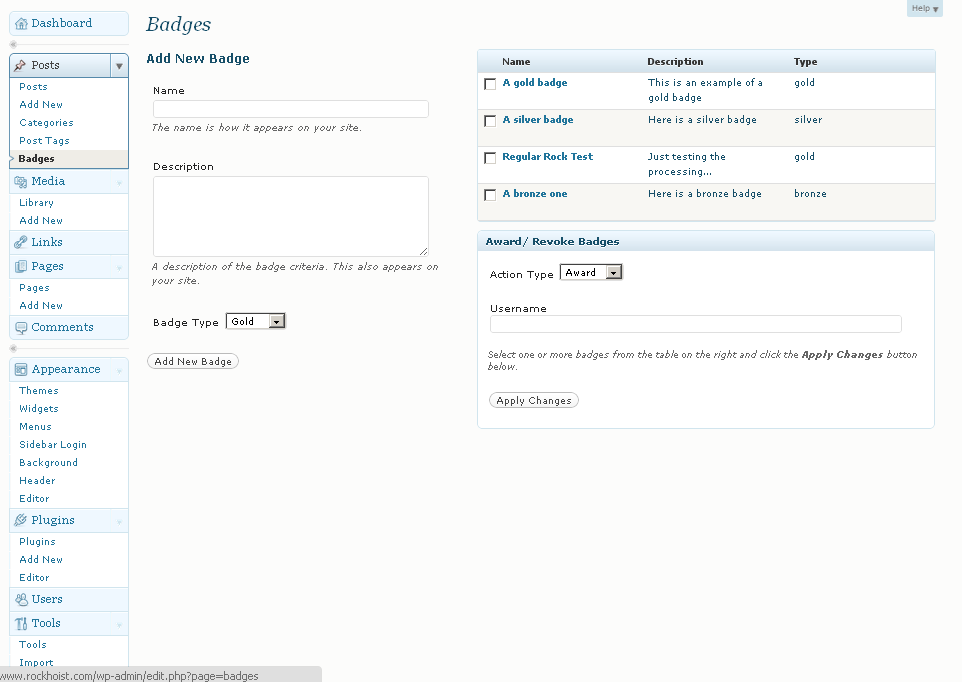 Help
Dashboard
Posts
Posts
Add New
Categories
Post Tags
Badges
Media
Library
Add New
Links
Pages
Pages
Add New
Comments
Appearance
Themes
Widgets
Menus
Sidebar Login
Background
Header
Editor
Plugins
Plugins
Add New
Editor
Users
Tools
Tools
Import
www.rockhoist.com/wp-admin/edit.php?page=badges
Badges
Add New Badge
Name
The name is how it appears on your site.
Description
A description of the badge criteria. This also appears on
your site.
Badge Type Gold
Add New Badge
Name Description Type
A gold badge This is an example of a gold
gold badge
A silver badge Here is a silver badge silver
Regular Rock Test Just testing the gold
processing...
A bronze one Here is a bronze badge bronze
Award/ Revoke Badges
Action Type Award
Username
Select one or more badges from the table on the right and click the Apply Changes button
below.
Apply Changes